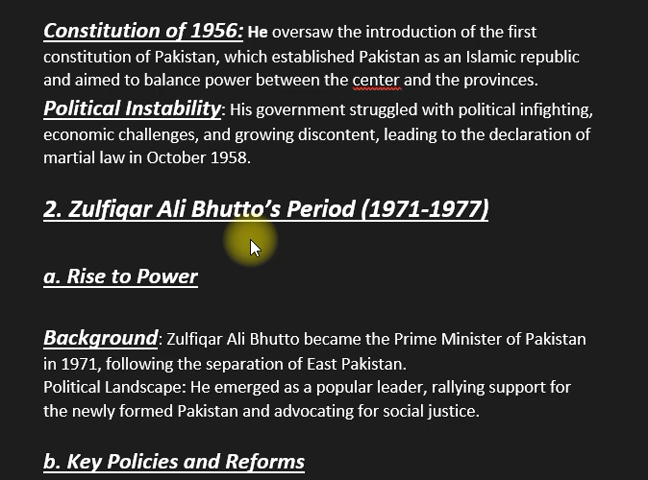 Constitution of 1956: He oversaw the introduction of the first
constitution of Pakistan, which established Pakistan as an Islamic republic
and aimed to balance power between the center and the provinces.
Political Instability: His government struggled with political infighting,
economic challenges, and growing discontent, leading to the declaration of
martial law in October 1958.
2. Zulfiqar Ali Bhutto’s Period (1971-1977)
a. Rise to Power
Background: Zulfiqar Ali Bhutto became the Prime Minister of Pakistan
in 1971, following the separation of East Pakistan.
Political Landscape: He emerged as a popular leader, rallying support for
the newly formed Pakistan and advocating for social justice.
b. Key Policies and Reforms